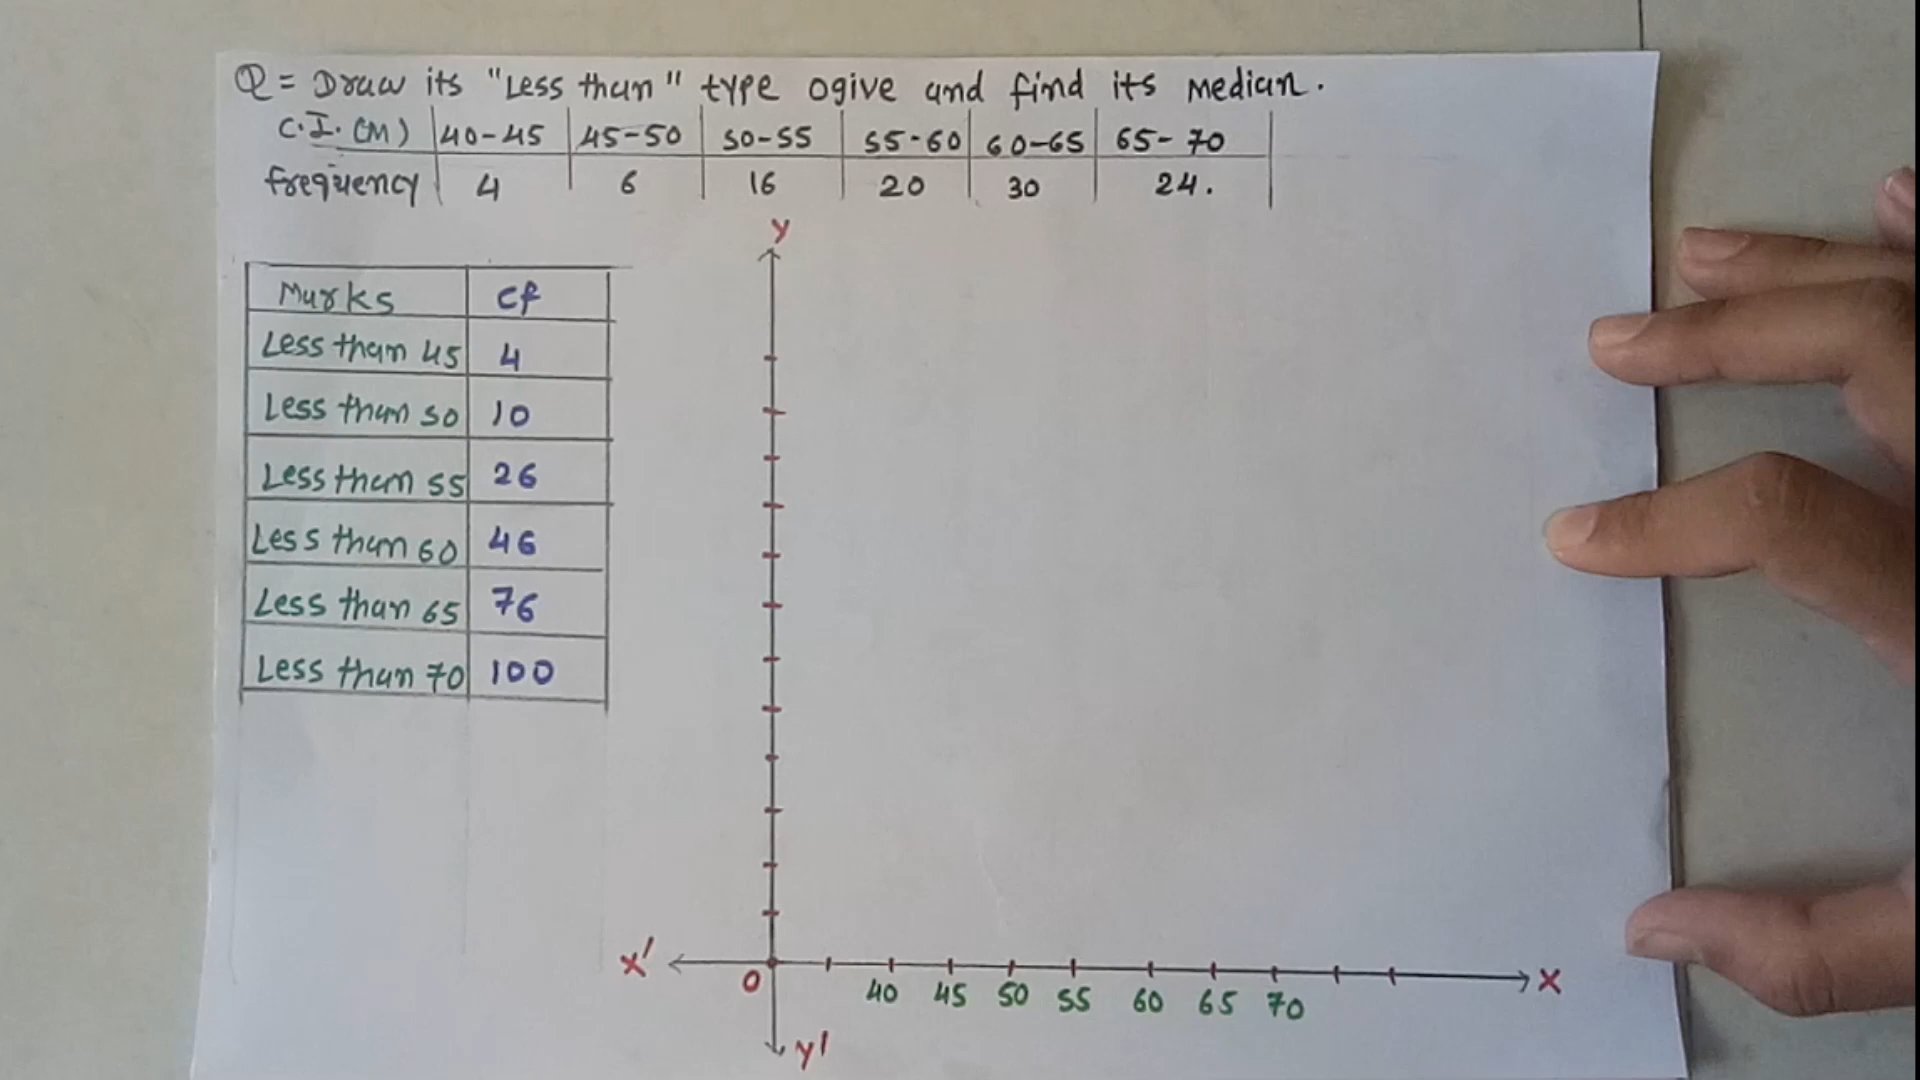 Q = Draw its "Less than" type ogive and find its Median.
C.I. (M) 40-45 45-50 50-55 55-60 60-65 65-70
frequency 4 6 16 20 30 24.
Marks cf
Less than 45 4
Less than 50 10
Less than 55 26
Less than 60 46
Less than 65 76
Less than 70 100
Y
X' O X
40 45 50 55 60 65 70
y'